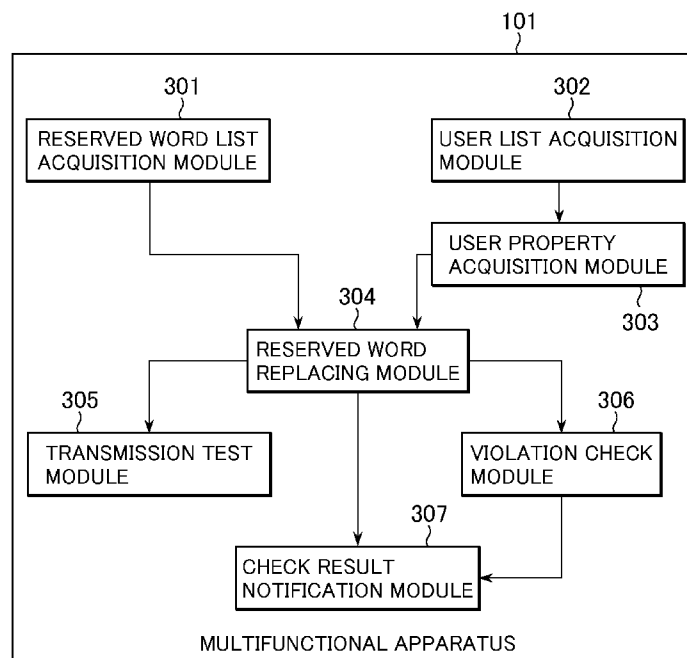 101
301
302
RESERVED WORD LIST
ACQUISITION MODULE
USER LIST ACQUISITION
MODULE
USER PROPERTY
ACQUISITION MODULE
303
304
RESERVED WORD
REPLACING MODULE
305
306
TRANSMISSION TEST
MODULE
VIOLATION CHECK
MODULE
307
CHECK RESULT
NOTIFICATION MODULE
MULTIFUNCTIONAL APPARATUS